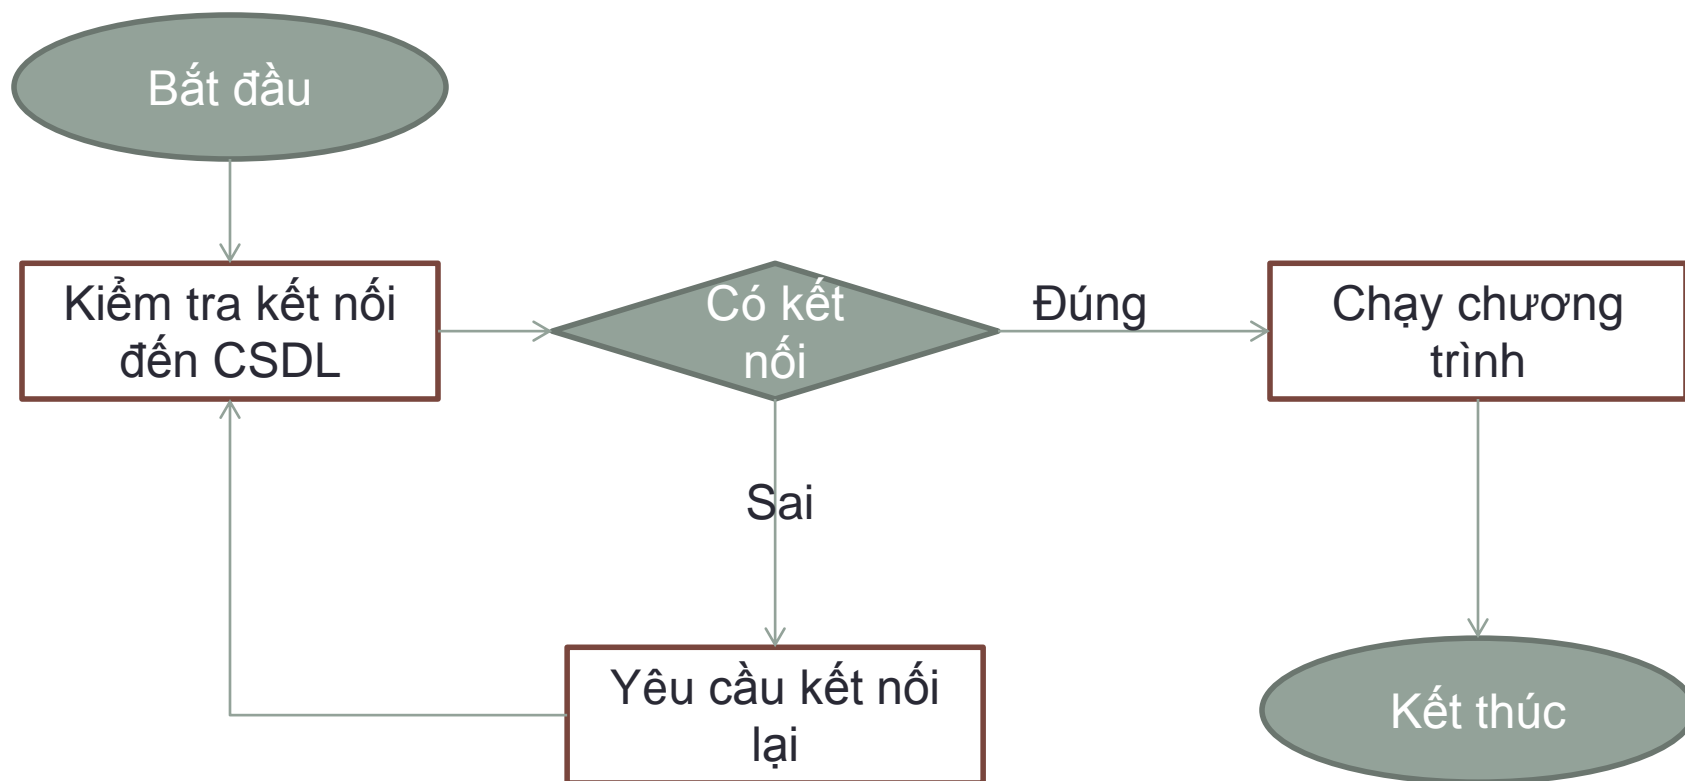 Bắt đầu
Kiểm tra kết nối
đến CSDL
Có kết
nối
Đúng
Chạy chương
trình
Sai
Yêu cầu kết nối
lại
Kết thúc